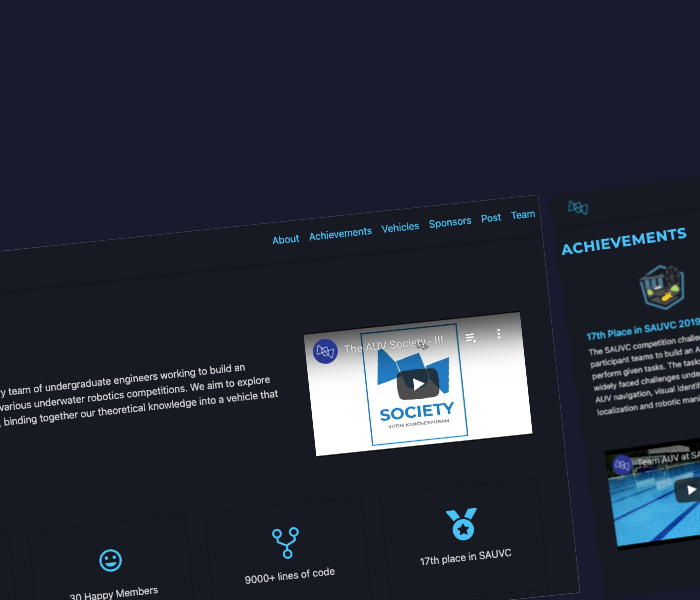 About Achievements Vehicles Sponsors Post Team
y team of undergraduate engineers working to build an
various underwater robotics competitions. We aim to explore
, binding together our theoretical knowledge into a vehicle that
The AUV Society - III...
SOCIETY
IIITDM KANCHEEPURAM
30 Happy Members
9000+ lines of code
17th place in SAUVC
ACHIEVEMENTS
17th Place in SAUVC 2019
The SAUVC competition challe
participant teams to build an A
perform given tasks. The tasks
widely faced challenges unde
AUV navigation, visual identi
localization and robotic mani
Team AUV at SA